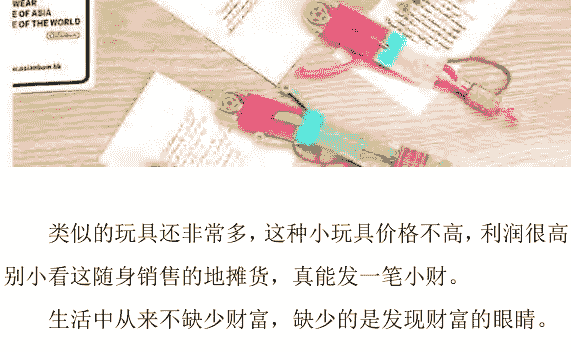 WEAR
E OF ASIA
E OF THE WORLD
类似的玩具还非常多，这种小玩具价格不高，利润很高
别小看这随身销售的地摊货，真能发一笔小财。
生活中从来不缺少财富，缺少的是发现财富的眼睛。